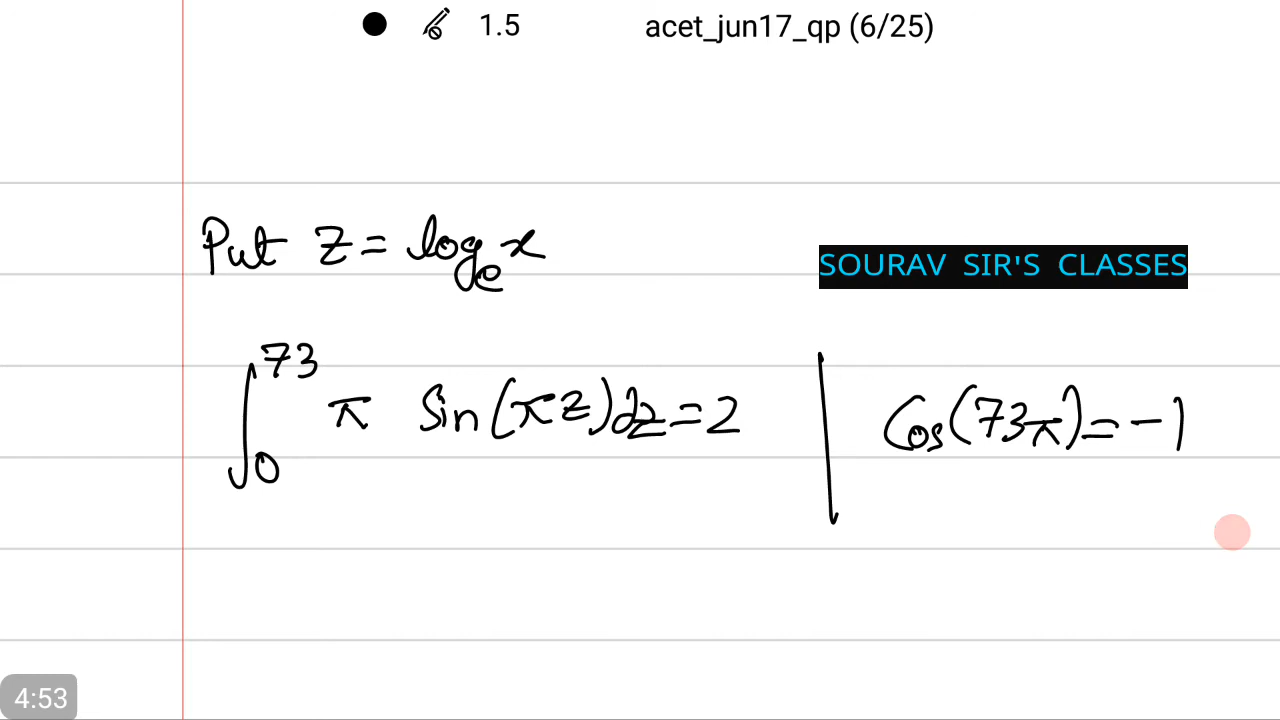 1.5 acet_jun17_qp (6/25)
Put z = logₑ x
SOURAV SIR'S CLASSES
∫₀⁷³ π sin(πz)dz = 2 | Cos(73π) = -1
4:53